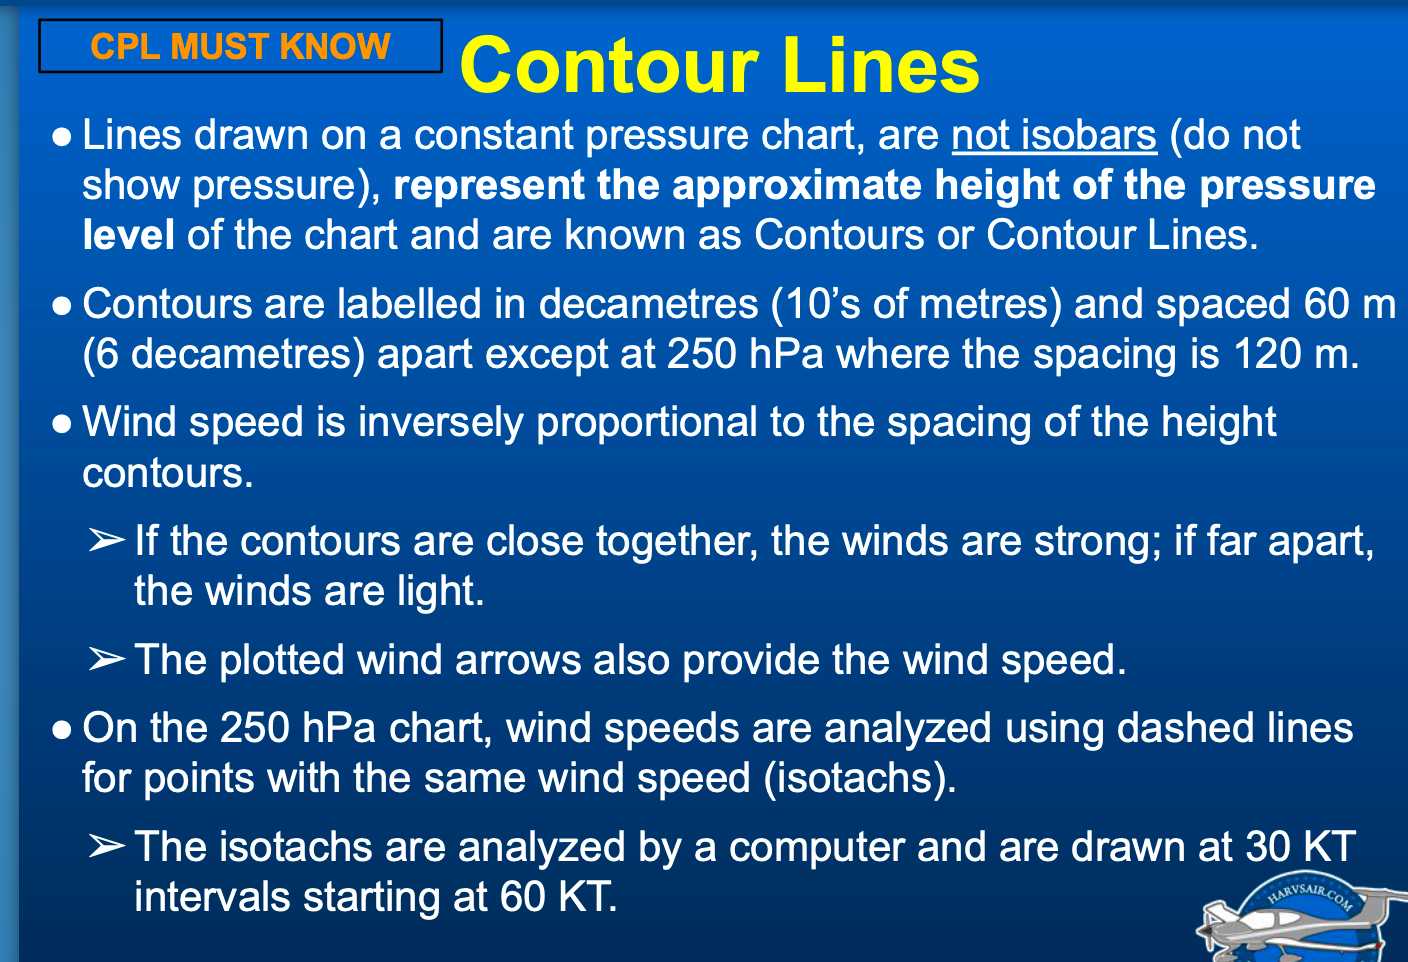 CPL MUST KNOW
Contour Lines
● Lines drawn on a constant pressure chart, are not isobars (do not
show pressure), represent the approximate height of the pressure
level of the chart and are known as Contours or Contour Lines.
● Contours are labelled in decametres (10’s of metres) and spaced 60 m
(6 decametres) apart except at 250 hPa where the spacing is 120 m.
● Wind speed is inversely proportional to the spacing of the height
contours.
➢ If the contours are close together, the winds are strong; if far apart,
the winds are light.
➢ The plotted wind arrows also provide the wind speed.
● On the 250 hPa chart, wind speeds are analyzed using dashed lines
for points with the same wind speed (isotachs).
➢ The isotachs are analyzed by a computer and are drawn at 30 KT
intervals starting at 60 KT.
HARVSAIR.COM